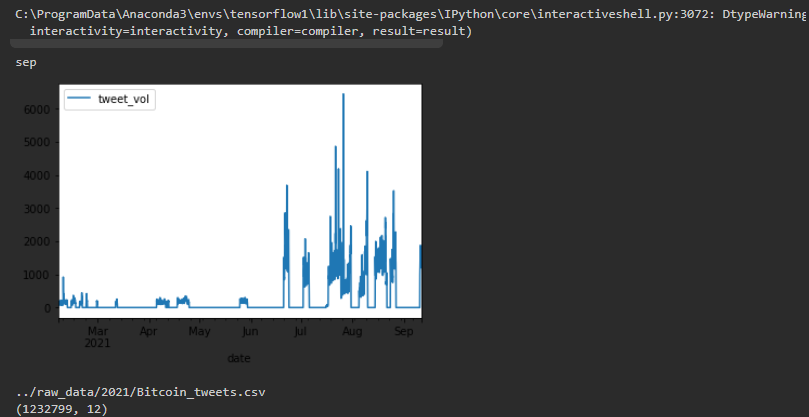 C:\ProgramData\Anaconda3\envs\tensorflow1\lib\site-packages\IPython\core\interactiveshell.py:3072: DtypeWarning
interactivity=interactivity, compiler=compiler, result=result)
sep
tweet_vol
6000
5000
4000
3000
2000
1000
0
Mar Apr May Jun Jul Aug Sep
2021
date
../raw_data/2021/Bitcoin_tweets.csv
(1232799, 12)